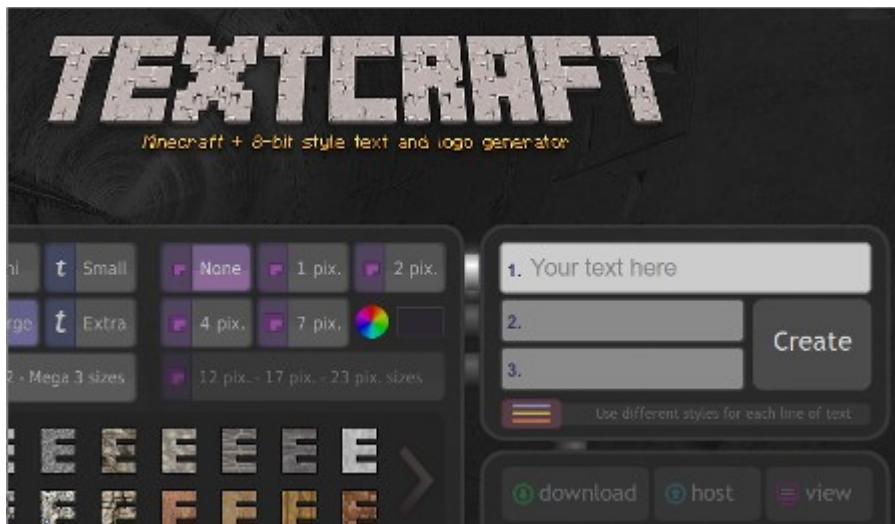 TEXTCRAFT
Minecraft + 8-bit style text and logo generator
t Small
None
1 pix.
2 pix.
t Extra
4 pix.
7 pix.
- Mega 3 sizes
12 pix. - 17 pix. - 23 pix. sizes
1. Your text here
2.
3.
Create
Use different styles for each line of text
download
host
view